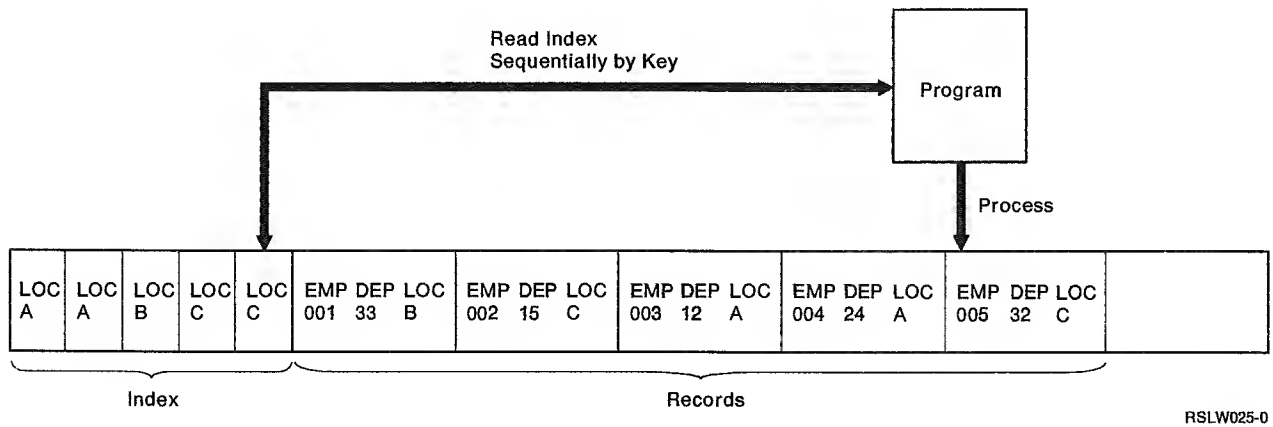 Read Index
Sequentially by Key
Program
Process
LOC LOC LOC LOC LOC EMP DEP LOC EMP DEP LOC EMP DEP LOC EMP DEP LOC EMP DEP LOC
A A B C C 001 33 B 002 15 C 003 12 A 004 24 A 005 32 C
Index Records
RSLW025-0